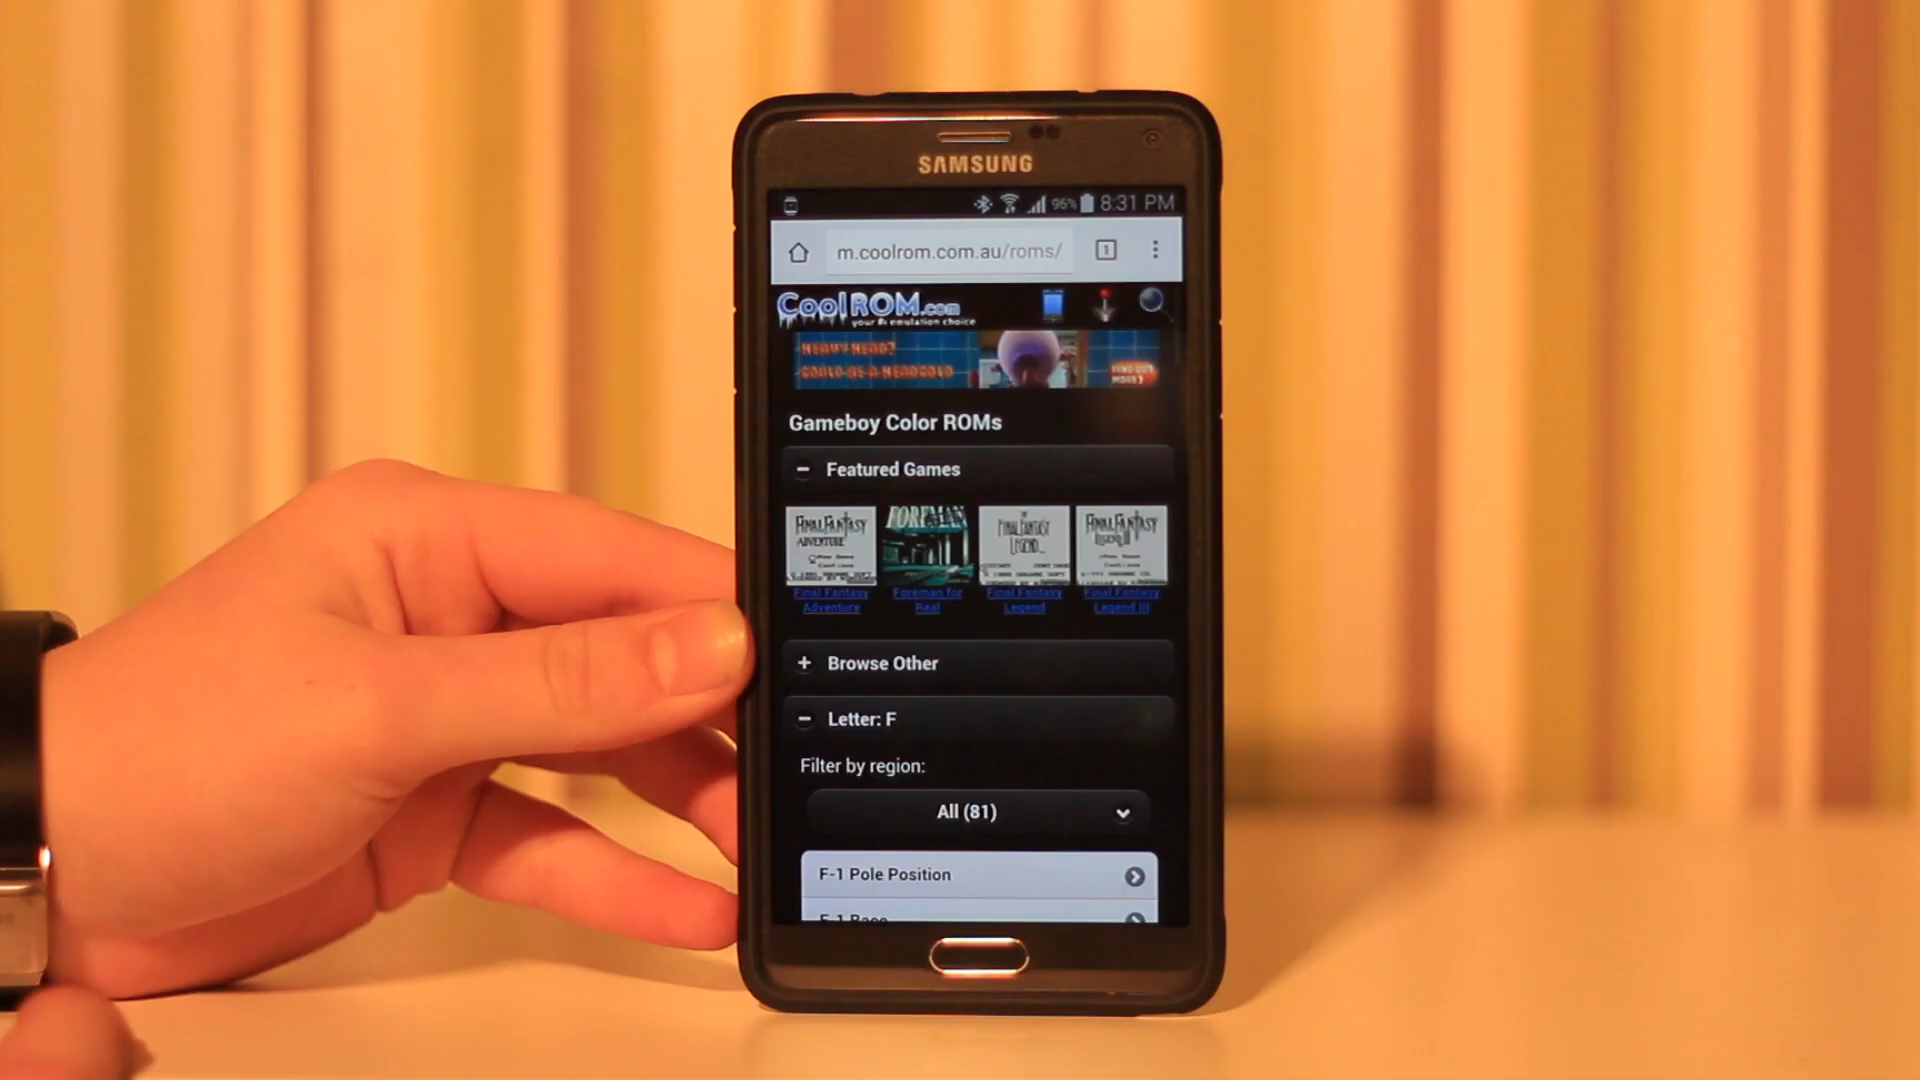 SAMSUNG
96% 8:31 PM
m.coolrom.com.au/roms/
1
CoolROM.com
your #1 emulation choice
HEAVY HEAD?
COULD BE A HEADCOLD
FIND OUT
MORE
Gameboy Color ROMs
Featured Games
FINAL FANTASY
ADVENTURE
FOREMAN
FINAL FANTASY
LEGEND
FINAL FANTASY
LEGEND III
Final Fantasy
Adventure
Foreman for
Real
Final Fantasy
Legend
Final Fantasy
Legend III
Browse Other
Letter: F
Filter by region:
All (81)
F-1 Pole Position
F-1 Race